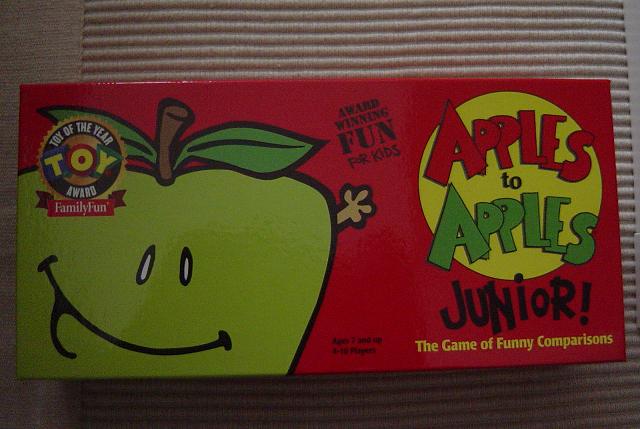 TOY OF THE YEAR
TOY
AWARD
FamilyFun
AWARD
WINNING
FUN
FOR KIDS
APPLES
to
APPLES
JUNIOR!
The Game of Funny Comparisons
Ages 7 and up
4-10 Players